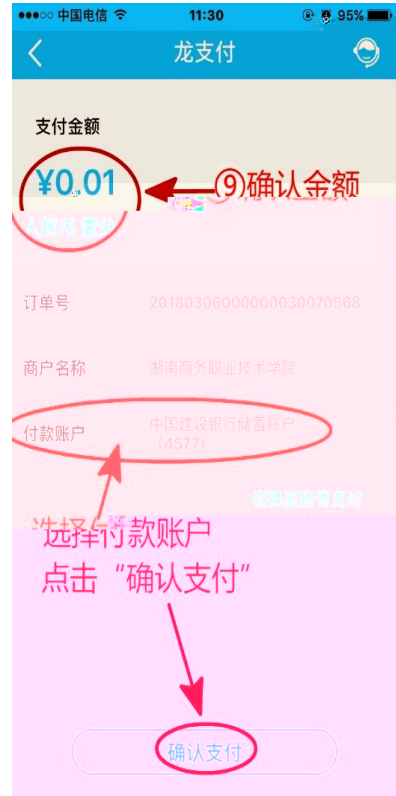 中国电信 11:30 95%
龙支付
支付金额
¥0.01
⑨确认金额
订单号 20180306000000030070568
商户名称 湖南商务职业技术学院
付款账户 中国建设银行储蓄账户
（4577）
选择付款账户
点击“确认支付”
确认支付